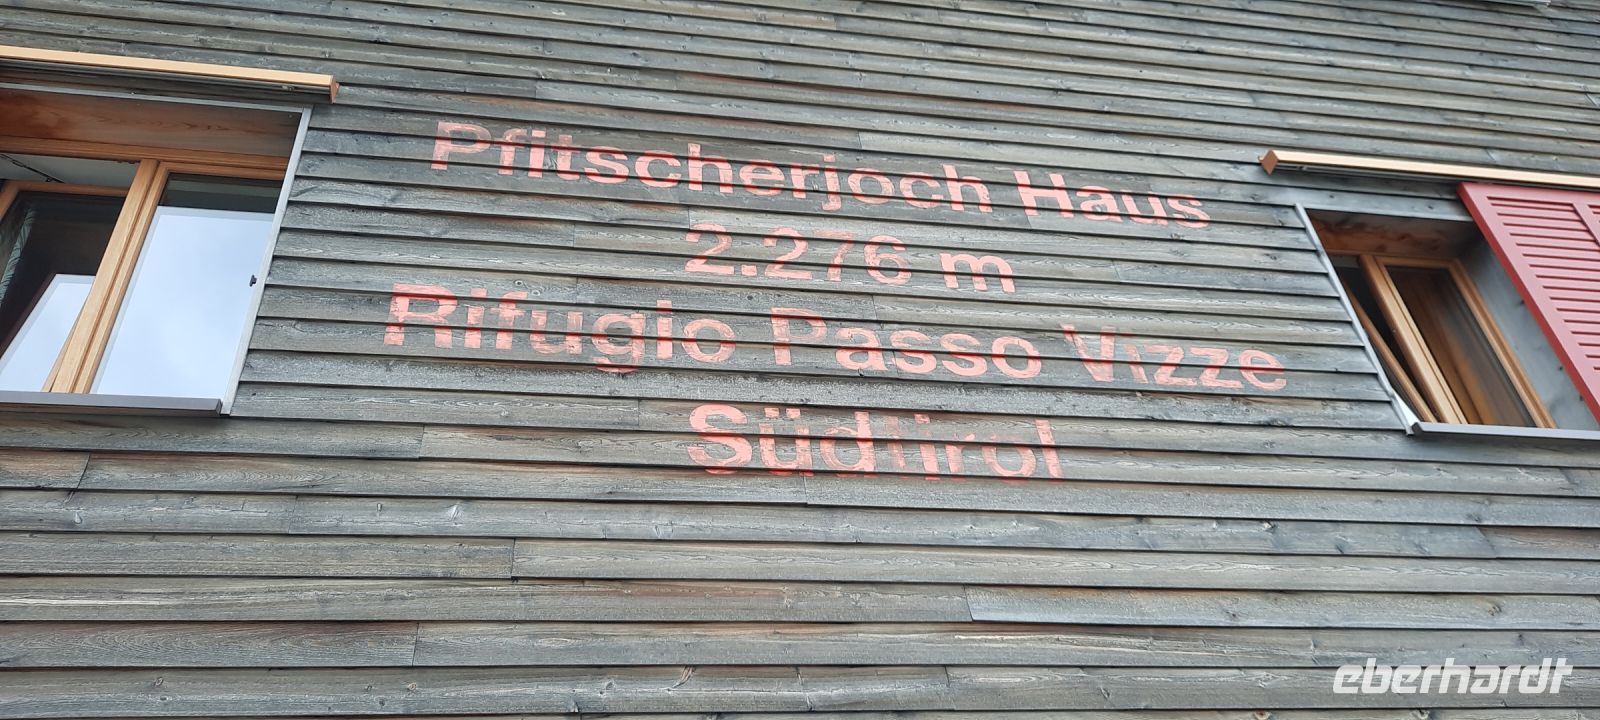 Pfitscherjoch Haus
2.276 m
Rifugio Passo Vizze
Südtirol
eberhardt